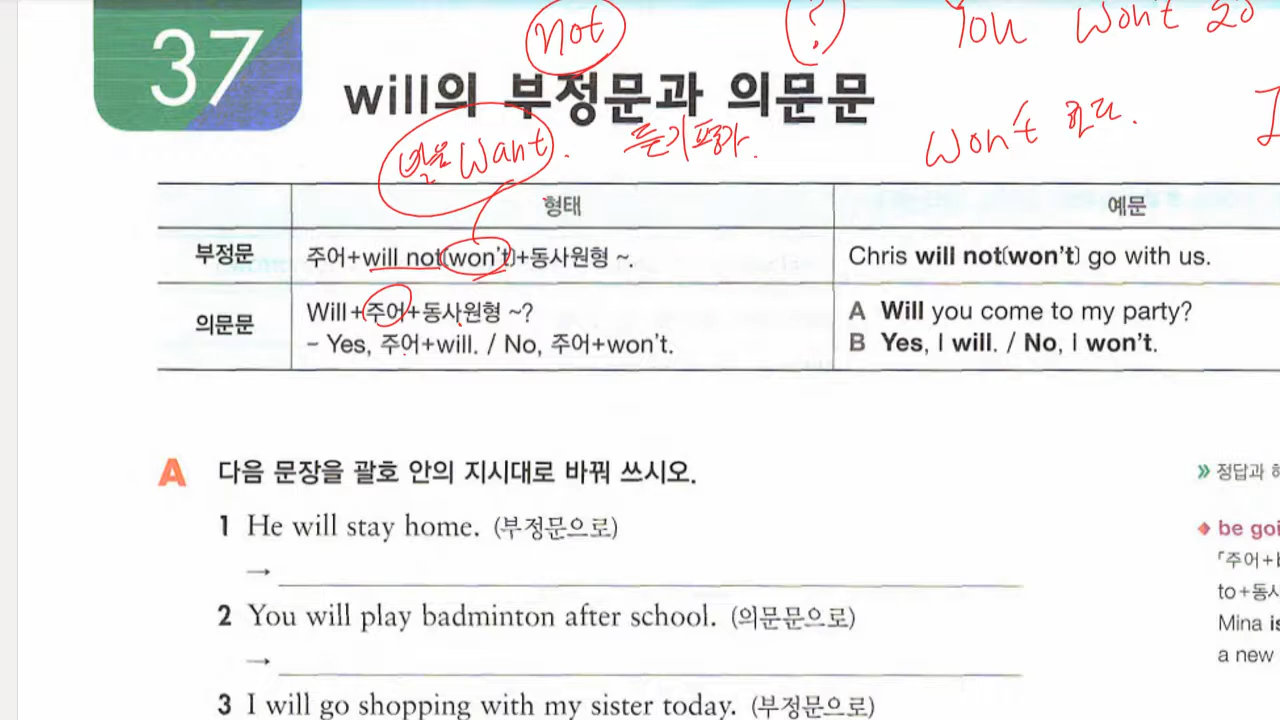 not (?) You won't go
37 will의 부정문과 의문문
발음 want. 듣기평가. won't 한다.
형태 예문
부정문 주어+will not(won't)+동사원형 ~. Chris will not(won't) go with us.
의문문 Will+주어+동사원형 ~? A Will you come to my party?
~ Yes, 주어+will. / No, 주어+won't. B Yes, I will. / No, I won't.
A 다음 문장을 괄호 안의 지시대로 바꿔 쓰시오. » 정답과 해
1 He will stay home. (부정문으로) be goi
→ 「주어+b
to+동사
2 You will play badminton after school. (의문문으로) Mina is
→ a new
3 I will go shopping with my sister today. (부정문으로)